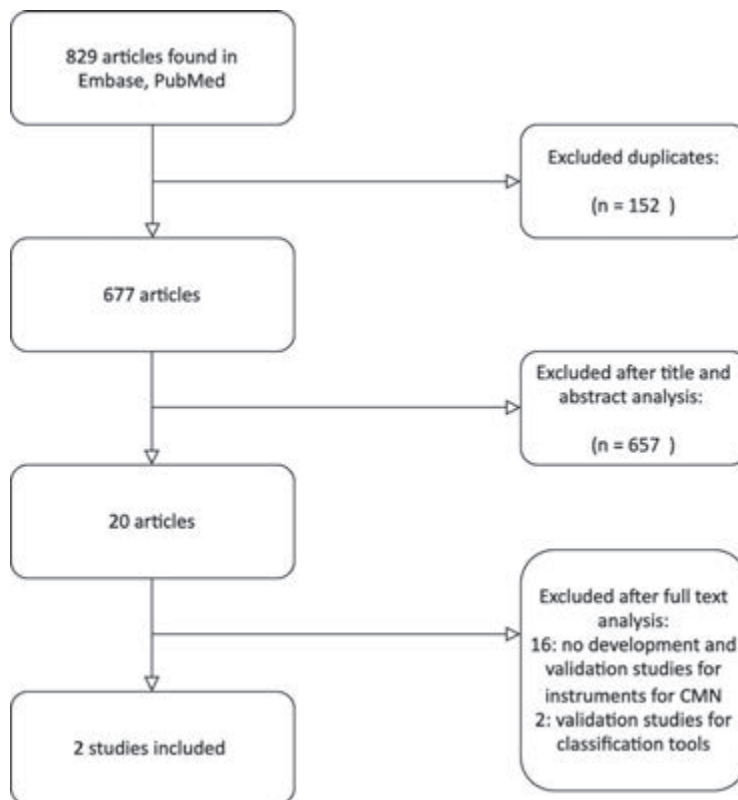 829 articles found in
Embase, PubMed
Excluded duplicates:
(n = 152 )
677 articles
Excluded after title and
abstract analysis:
(n = 657 )
20 articles
Excluded after full text
analysis:
16: no development and
validation studies for
instruments for CMN
2: validation studies for
classification tools
2 studies included